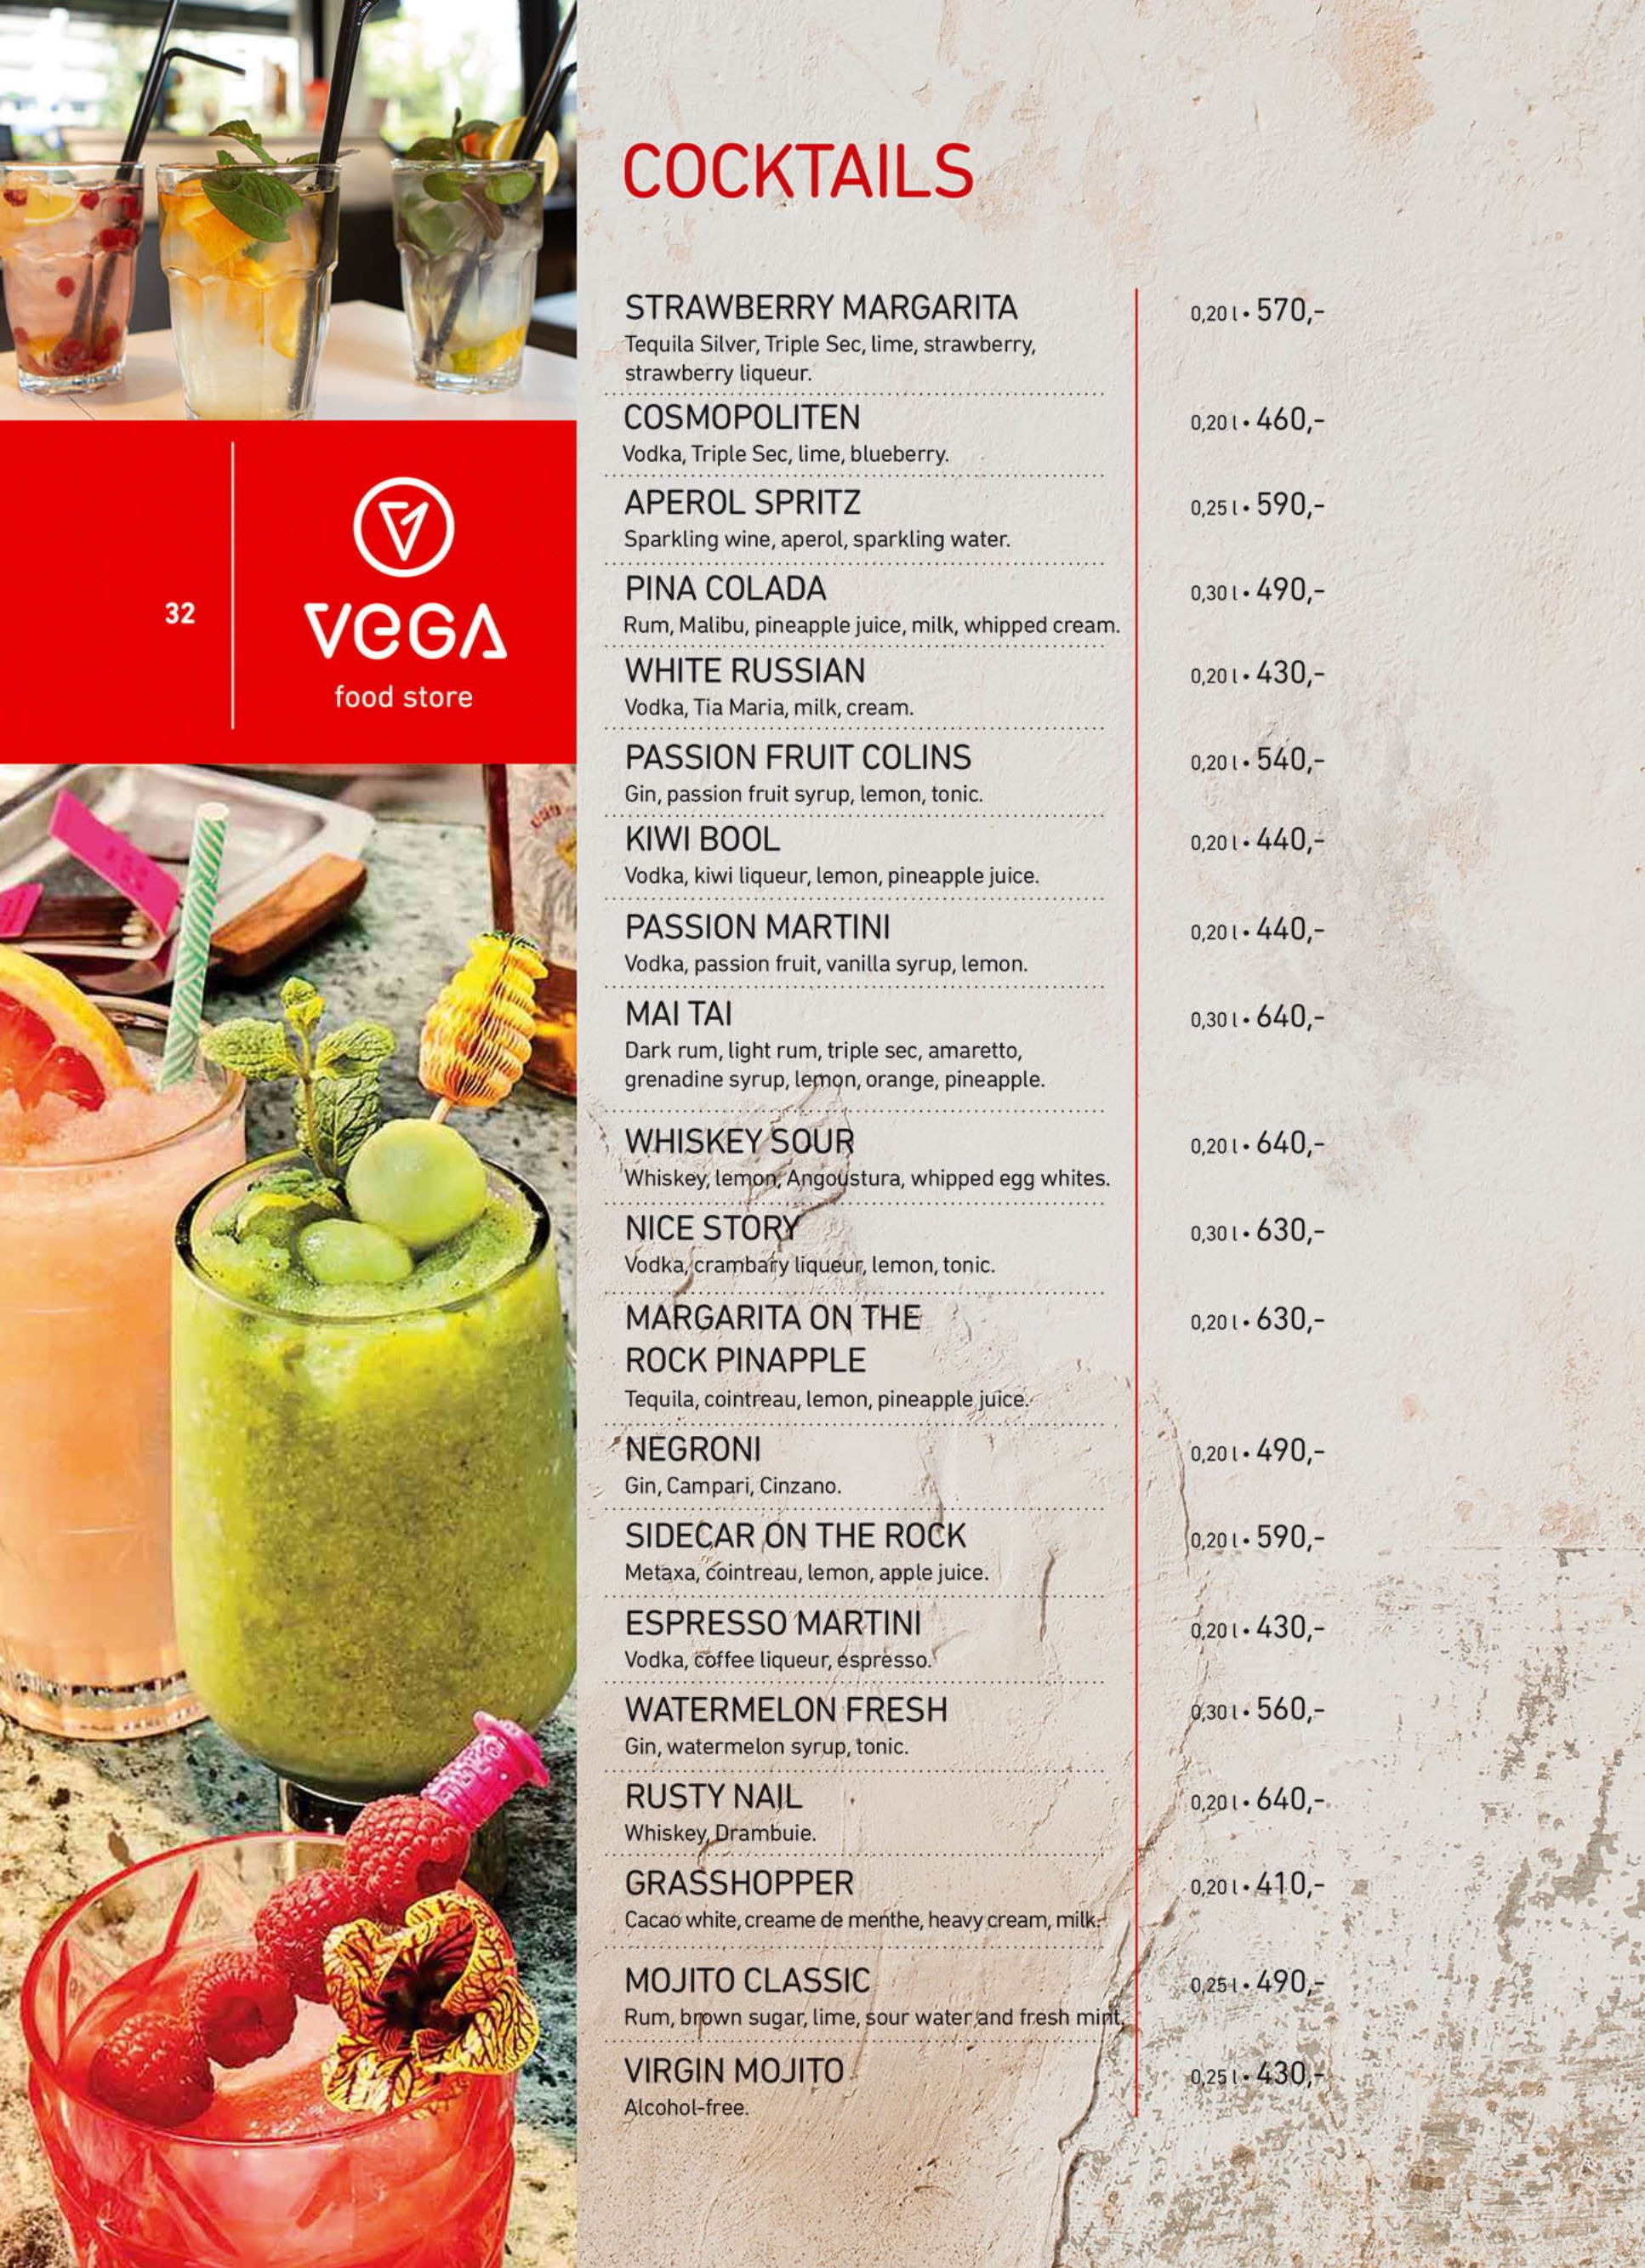 COCKTAILS
STRAWBERRY MARGARITA
0,20 l • 570,-
Tequila Silver, Triple Sec, lime, strawberry,
strawberry liqueur.
COSMOPOLITEN
0,20 l • 460,-
Vodka, Triple Sec, lime, blueberry.
APEROL SPRITZ
0,25 l • 590,-
Sparkling wine, aperol, sparkling water.
PINA COLADA
0,30 l • 490,-
Rum, Malibu, pineapple juice, milk, whipped cream.
WHITE RUSSIAN
0,20 l • 430,-
Vodka, Tia Maria, milk, cream.
PASSION FRUIT COLINS
0,20 l • 540,-
Gin, passion fruit syrup, lemon, tonic.
KIWI BOOL
0,20 l • 440,-
Vodka, kiwi liqueur, lemon, pineapple juice.
PASSION MARTINI
0,20 l • 440,-
Vodka, passion fruit, vanilla syrup, lemon.
MAI TAI
0,30 l • 640,-
Dark rum, light rum, triple sec, amaretto,
grenadine syrup, lemon, orange, pineapple.
WHISKEY SOUR
0,20 l • 640,-
Whiskey, lemon, Angoustura, whipped egg whites.
NICE STORY
0,30 l • 630,-
Vodka, crambary liqueur, lemon, tonic.
MARGARITA ON THE
0,20 l • 630,-
ROCK PINAPPLE
Tequila, cointreau, lemon, pineapple juice.
NEGRONI
0,20 l • 490,-
Gin, Campari, Cinzano.
SIDECAR ON THE ROCK
0,20 l • 590,-
Metaxa, cointreau, lemon, apple juice.
ESPRESSO MARTINI
0,20 l • 430,-
Vodka, coffee liqueur, espresso.
WATERMELON FRESH
0,30 l • 560,-
Gin, watermelon syrup, tonic.
RUSTY NAIL
0,20 l • 640,-
Whiskey, Drambuie.
GRASSHOPPER
0,20 l • 410,-
Cacao white, creame de menthe, heavy cream, milk.
MOJITO CLASSIC
0,25 l • 490,-
Rum, brown sugar, lime, sour water and fresh mint.
VIRGIN MOJITO
0,25 l • 430,-
Alcohol-free.
32
VEGA
food store